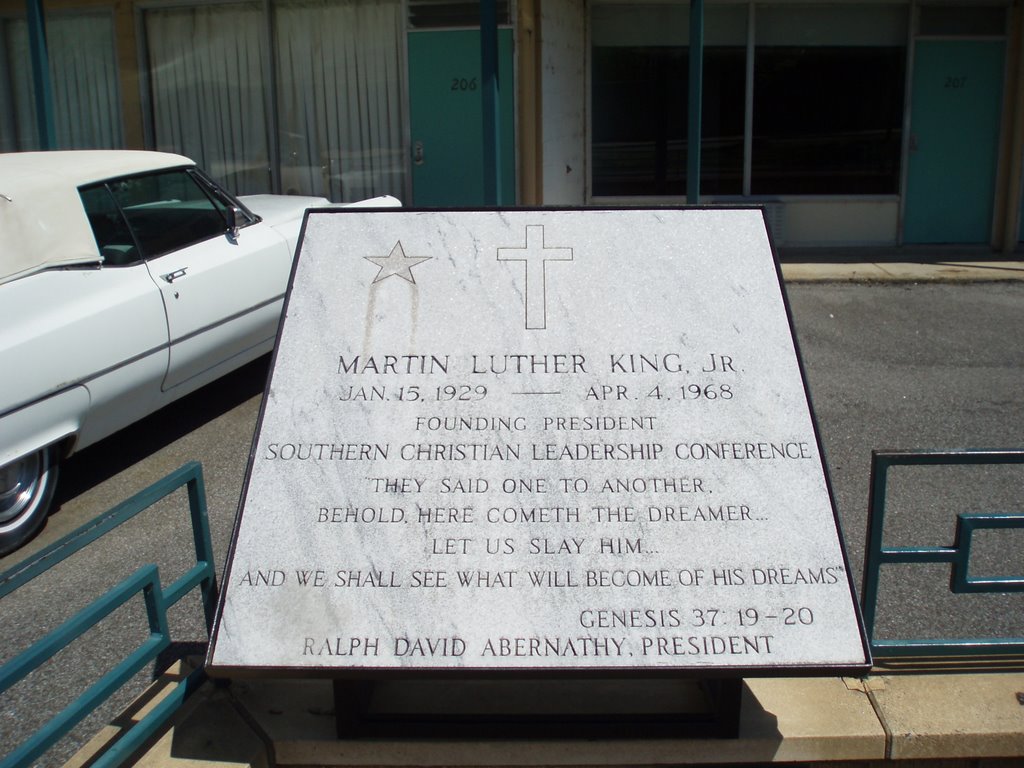 206
207
MARTIN LUTHER KING, JR.
JAN. 15, 1929 — APR. 4, 1968
FOUNDING PRESIDENT
SOUTHERN CHRISTIAN LEADERSHIP CONFERENCE
"THEY SAID ONE TO ANOTHER,
BEHOLD, HERE COMETH THE DREAMER...
LET US SLAY HIM...
AND WE SHALL SEE WHAT WILL BECOME OF HIS DREAMS"
GENESIS 37: 19-20
RALPH DAVID ABERNATHY, PRESIDENT